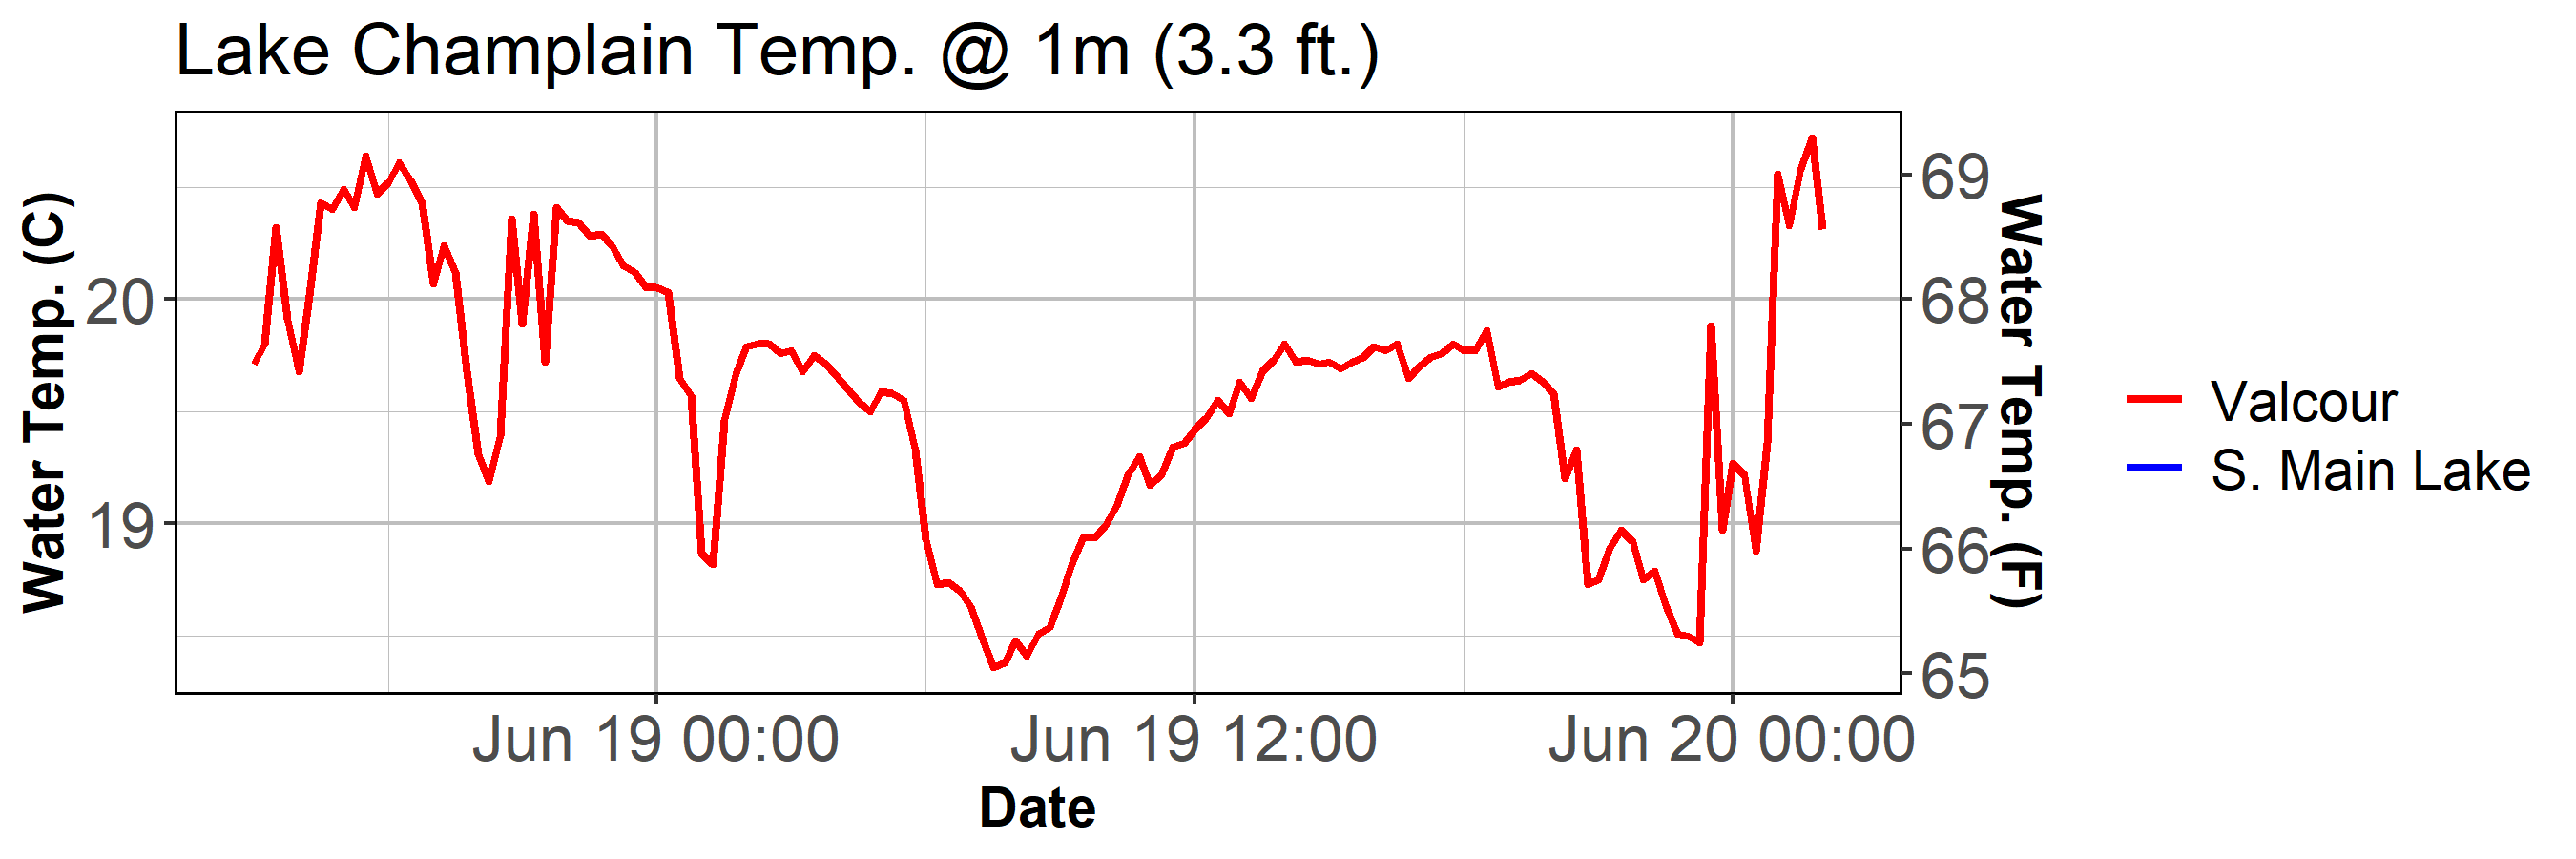 Lake Champlain Temp. @ 1m (3.3 ft.)
Water Temp. (C)
20
19
69
68
67
66
65
Water Temp. (F)
Jun 19 00:00
Jun 19 12:00
Jun 20 00:00
Date
Valcour
S. Main Lake